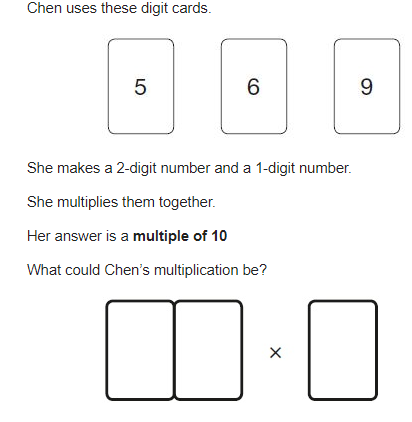 Chen uses these digit cards.
5 6 9
She makes a 2-digit number and a 1-digit number.
She multiplies them together.
Her answer is a multiple of 10
What could Chen's multiplication be?
×